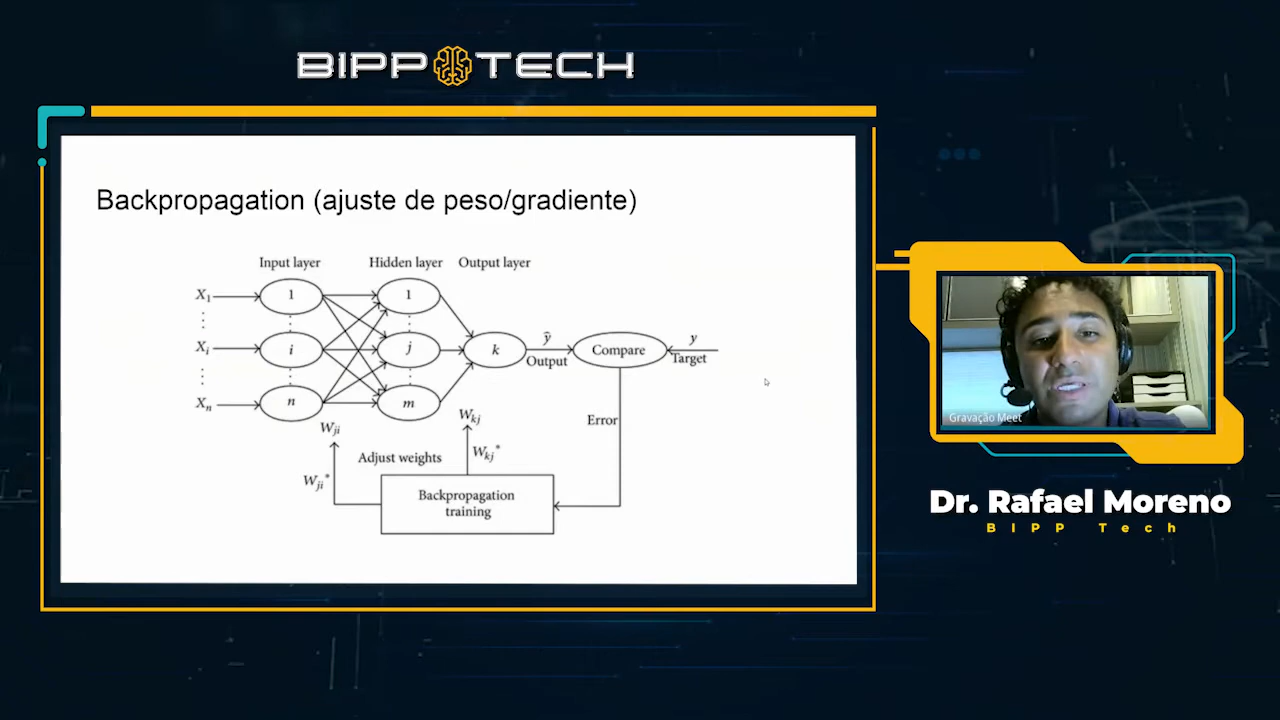 BIPP TECH
Backpropagation (ajuste de peso/gradiente)
Input layer Hidden layer Output layer
X1 1 1
Xi i j k ŷ Output Compare y Target
Xn n m
Wji Wkj Error
Adjust weights Wkj*
Wji*
Backpropagation
training
Gravação Meet
Dr. Rafael Moreno
BIPP Tech